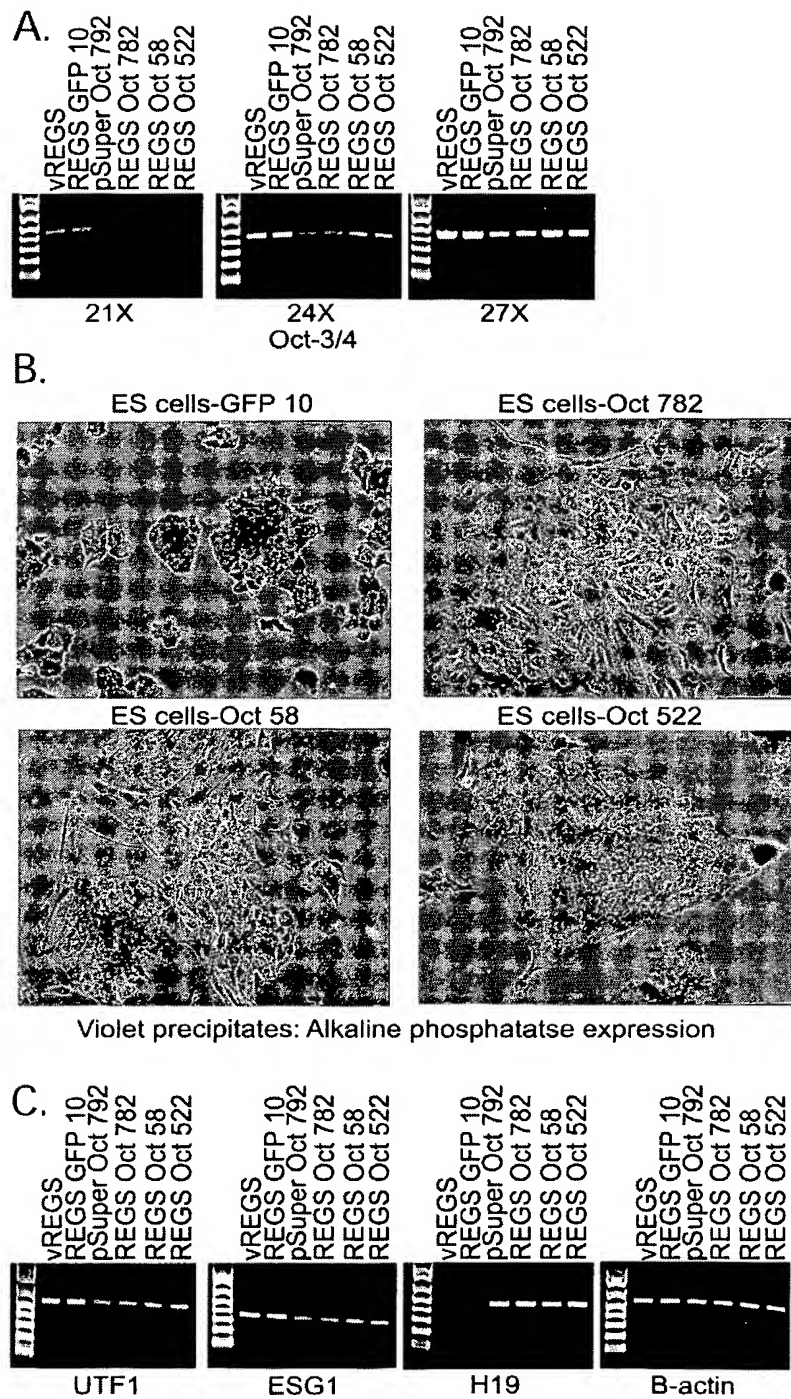 A.
vREGS
REGS GFP 10
pSuper Oct 792
REGS Oct 782
REGS Oct 58
REGS Oct 522
vREGS
REGS GFP 10
pSuper Oct 792
REGS Oct 782
REGS Oct 58
REGS Oct 522
vREGS
REGS GFP 10
pSuper Oct 792
REGS Oct 782
REGS Oct 58
REGS Oct 522
21X
24X
27X
Oct-3/4
B.
ES cells-GFP 10
ES cells-Oct 782
ES cells-Oct 58
ES cells-Oct 522
Violet precipitates: Alkaline phosphatatse expression
C.
vREGS
REGS GFP 10
pSuper Oct 792
REGS Oct 782
REGS Oct 58
REGS Oct 522
vREGS
REGS GFP 10
pSuper Oct 792
REGS Oct 782
REGS Oct 58
REGS Oct 522
vREGS
REGS GFP 10
pSuper Oct 792
REGS Oct 782
REGS Oct 58
REGS Oct 522
vREGS
REGS GFP 10
pSuper Oct 792
REGS Oct 782
REGS Oct 58
REGS Oct 522
UTF1
ESG1
H19
B-actin